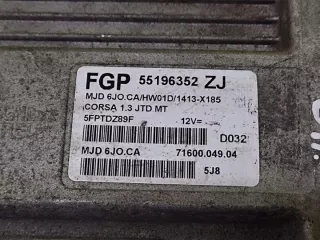 FGP 55196352 ZJ
MJD 6JO.CA/HW01D/1413-X185
CORSA 1.3 JTD MT
5FPTDZ89F 12V=
D032
MJD 6JO.CA 71600.049.04
5J8